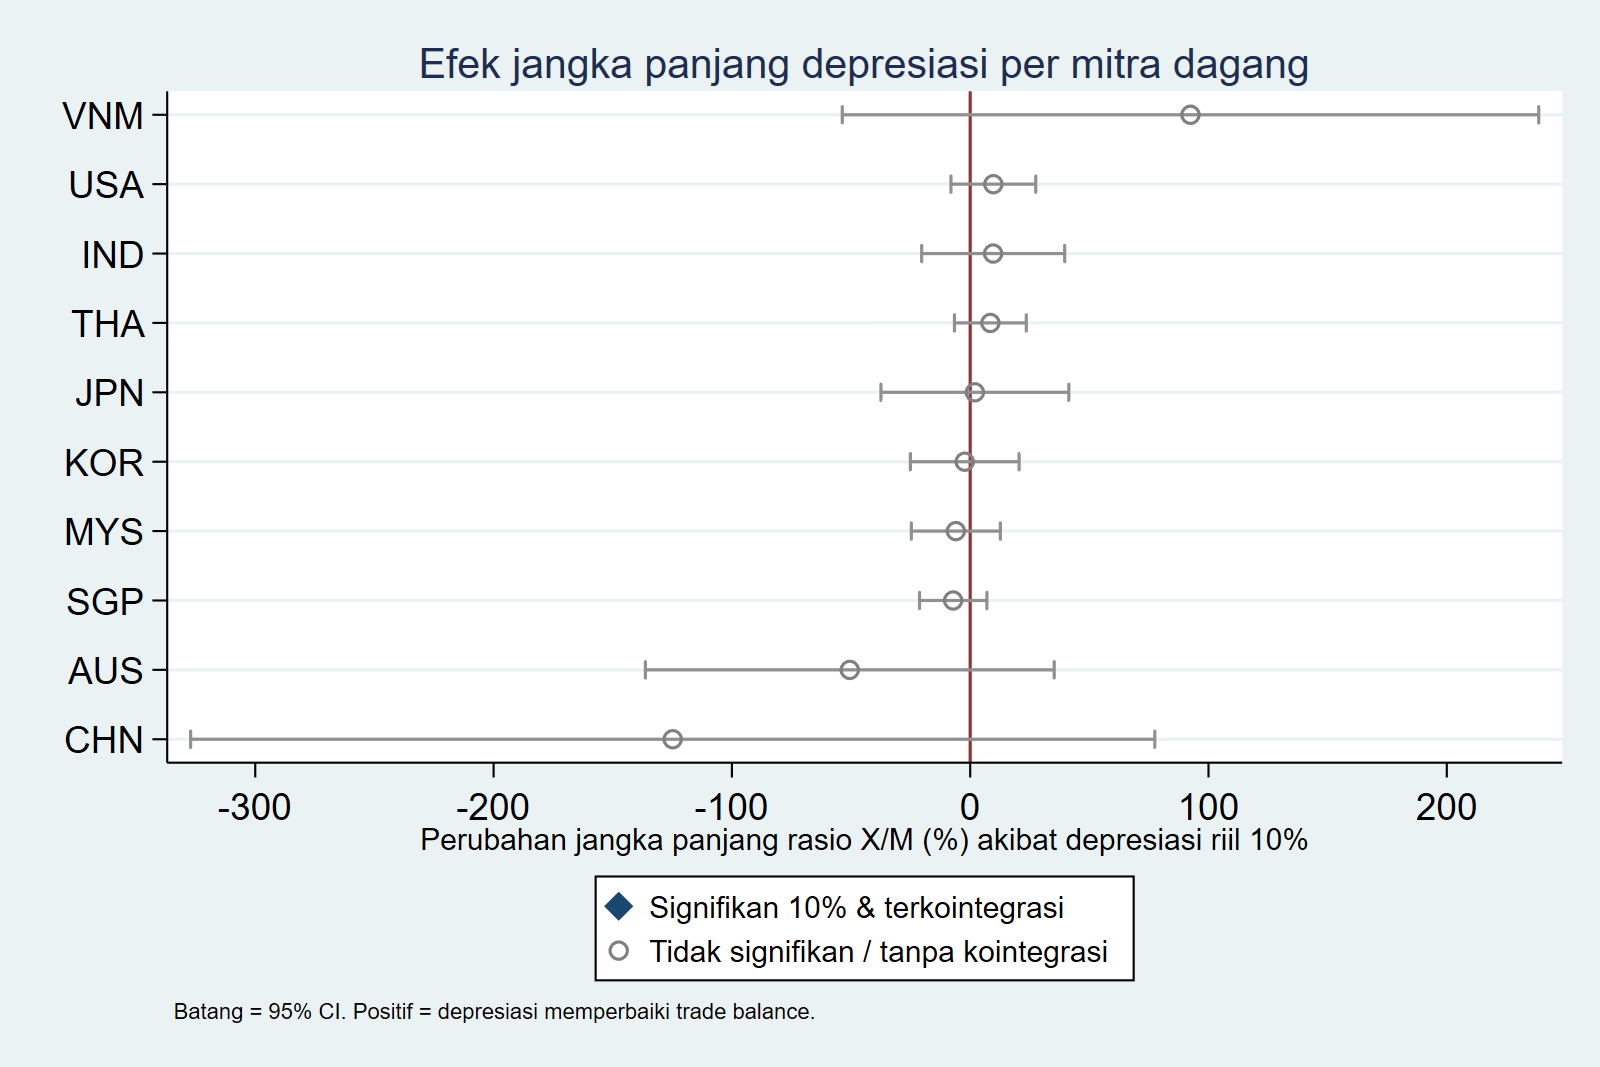 Efek jangka panjang depresiasi per mitra dagang
VNM
USA
IND
THA
JPN
KOR
MYS
SGP
AUS
CHN
-300 -200 -100 0 100 200
Perubahan jangka panjang rasio X/M (%) akibat depresiasi riil 10%
Signifikan 10% & terkointegrasi
Tidak signifikan / tanpa kointegrasi
Batang = 95% CI. Positif = depresiasi memperbaiki trade balance.